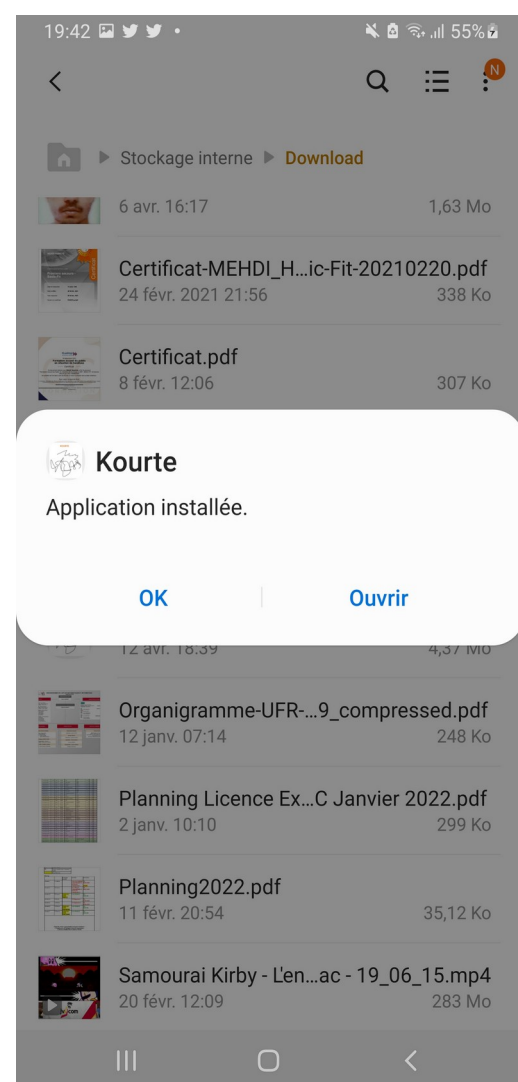 19:42
55%
N
Stockage interne ▶ Download
6 avr. 16:17 1,63 Mo
Certificat-MEHDI_H...ic-Fit-20210220.pdf
24 févr. 2021 21:56 338 Ko
Certificat.pdf
8 févr. 12:06 307 Ko
Kourte
Application installée.
OK Ouvrir
12 avr. 18:39 4,37 Mo
Organigramme-UFR-...9_compressed.pdf
12 janv. 07:14 248 Ko
Planning Licence Ex...C Janvier 2022.pdf
2 janv. 10:10 299 Ko
Planning2022.pdf
11 févr. 20:54 35,12 Ko
Samourai Kirby - L'en...ac - 19_06_15.mp4
20 févr. 12:09 283 Mo